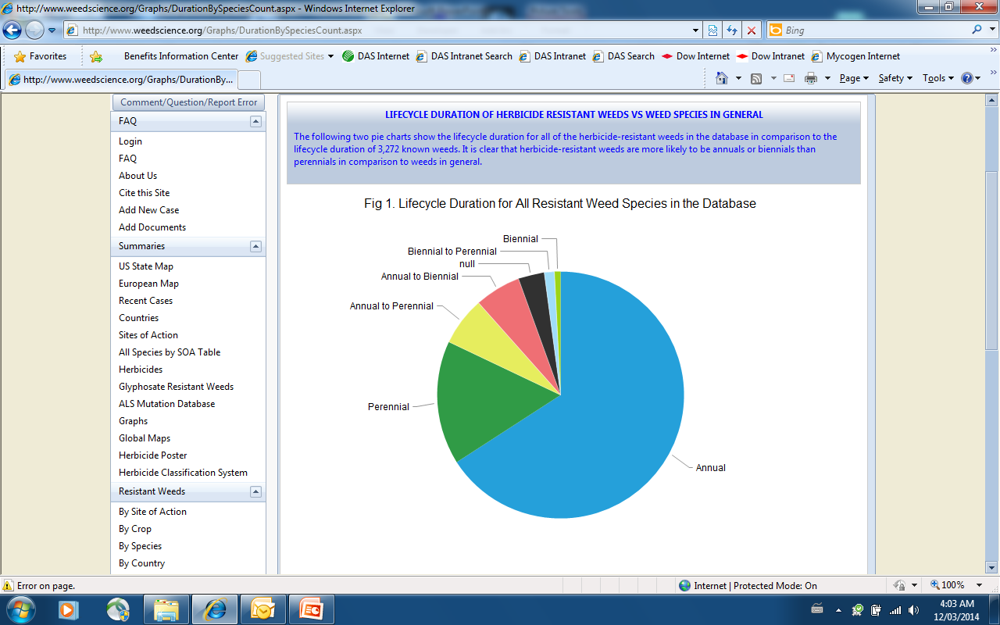 http://www.weedscience.org/Graphs/DurationBySpeciesCount.aspx - Windows Internet Explorer
http://www.weedscience.org/Graphs/DurationBySpeciesCount.aspx
Bing
Favorites
Benefits Information Center
Suggested Sites
DAS Internet
DAS Intranet Search
DAS Intranet
DAS Search
Dow Internet
Dow Intranet
Mycogen Internet
http://www.weedscience.org/Graphs/DurationBy...
Page
Safety
Tools
Comment/Question/Report Error
FAQ
Login
FAQ
About Us
Cite this Site
Add New Case
Add Documents
Summaries
US State Map
European Map
Recent Cases
Countries
Sites of Action
All Species by SOA Table
Herbicides
Glyphosate Resistant Weeds
ALS Mutation Database
Graphs
Global Maps
Herbicide Poster
Herbicide Classification System
Resistant Weeds
By Site of Action
By Crop
By Species
By Country
LIFECYCLE DURATION OF HERBICIDE RESISTANT WEEDS VS WEED SPECIES IN GENERAL
The following two pie charts show the lifecycle duration for all of the herbicide-resistant weeds in the database in comparison to the
lifecycle duration of 3,272 known weeds. It is clear that herbicide-resistant weeds are more likely to be annuals or biennials than
perennials in comparison to weeds in general.
Fig 1. Lifecycle Duration for All Resistant Weed Species in the Database
Biennial
Biennial to Perennial
null
Annual to Biennial
Annual to Perennial
Perennial
Annual
Error on page.
Internet | Protected Mode: On
100%
4:03 AM
12/03/2014